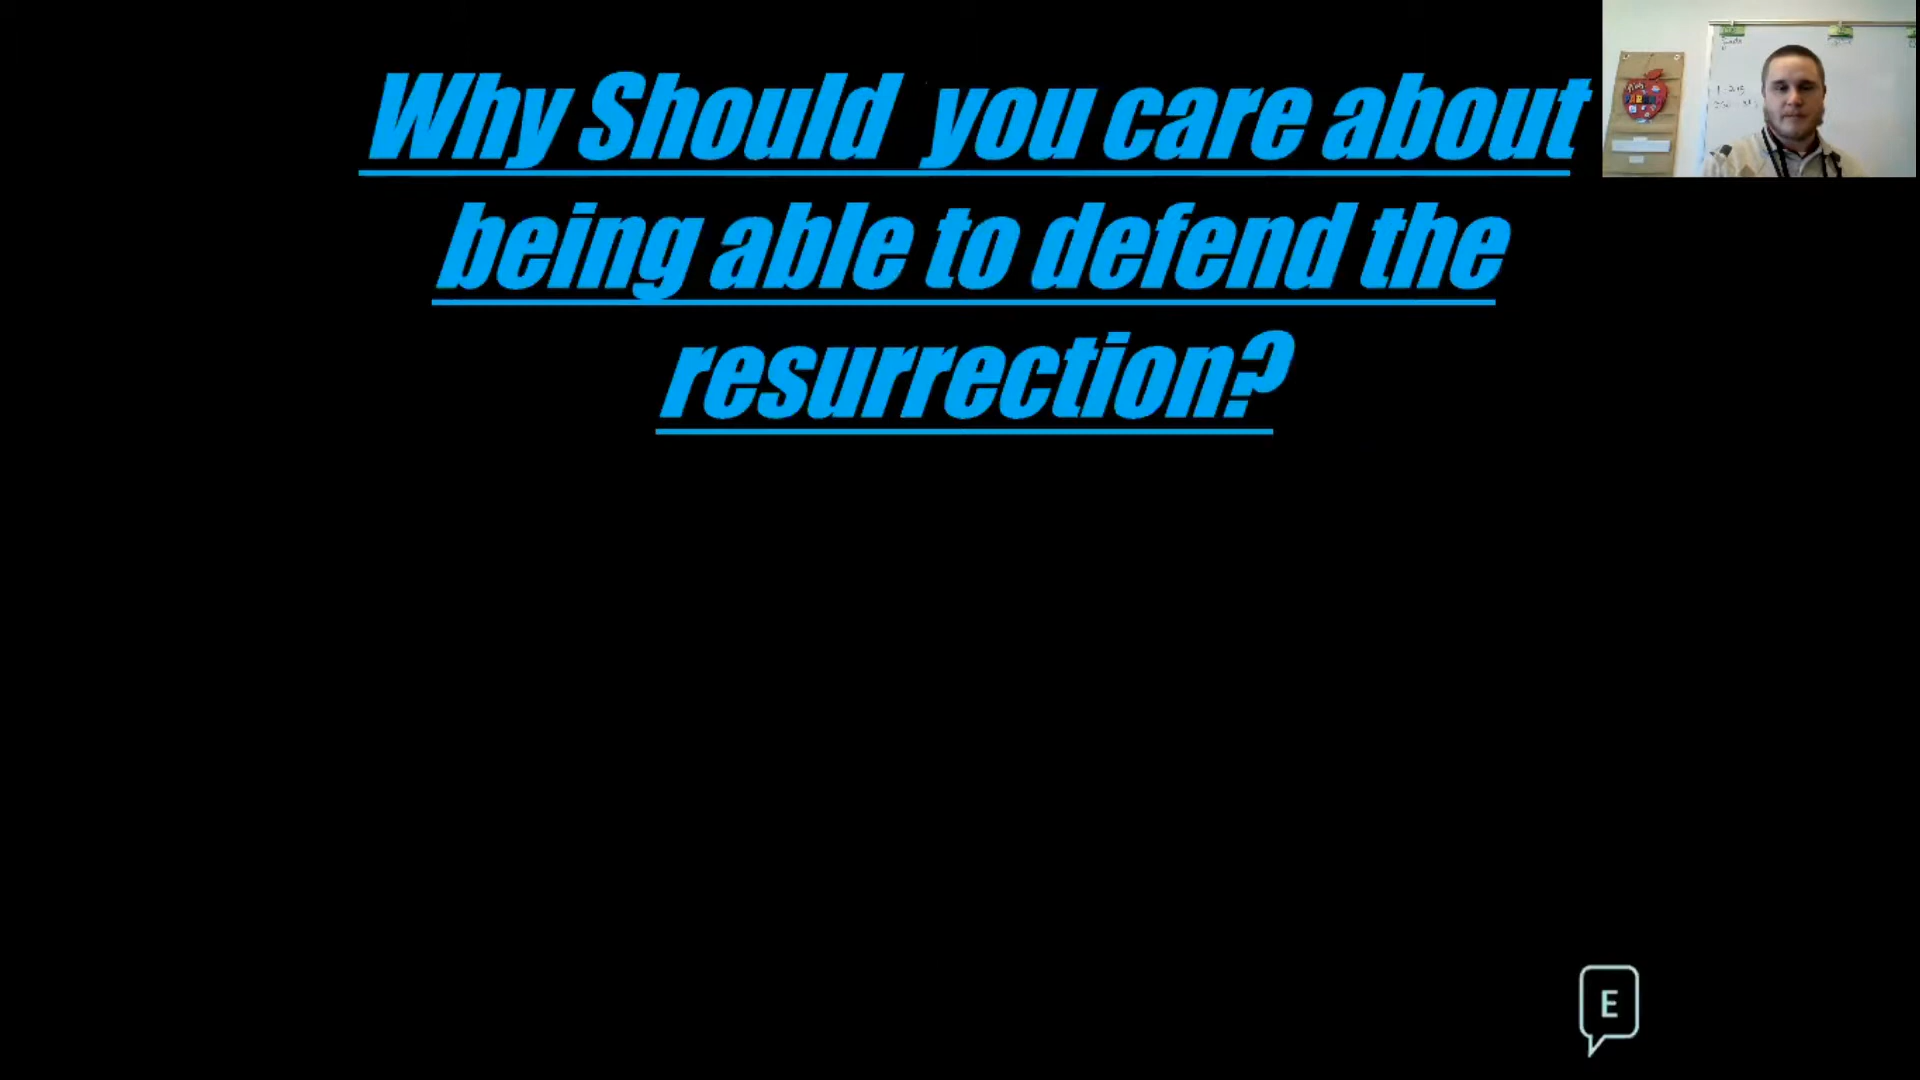 Why Should you care about
being able to defend the
resurrection?
E